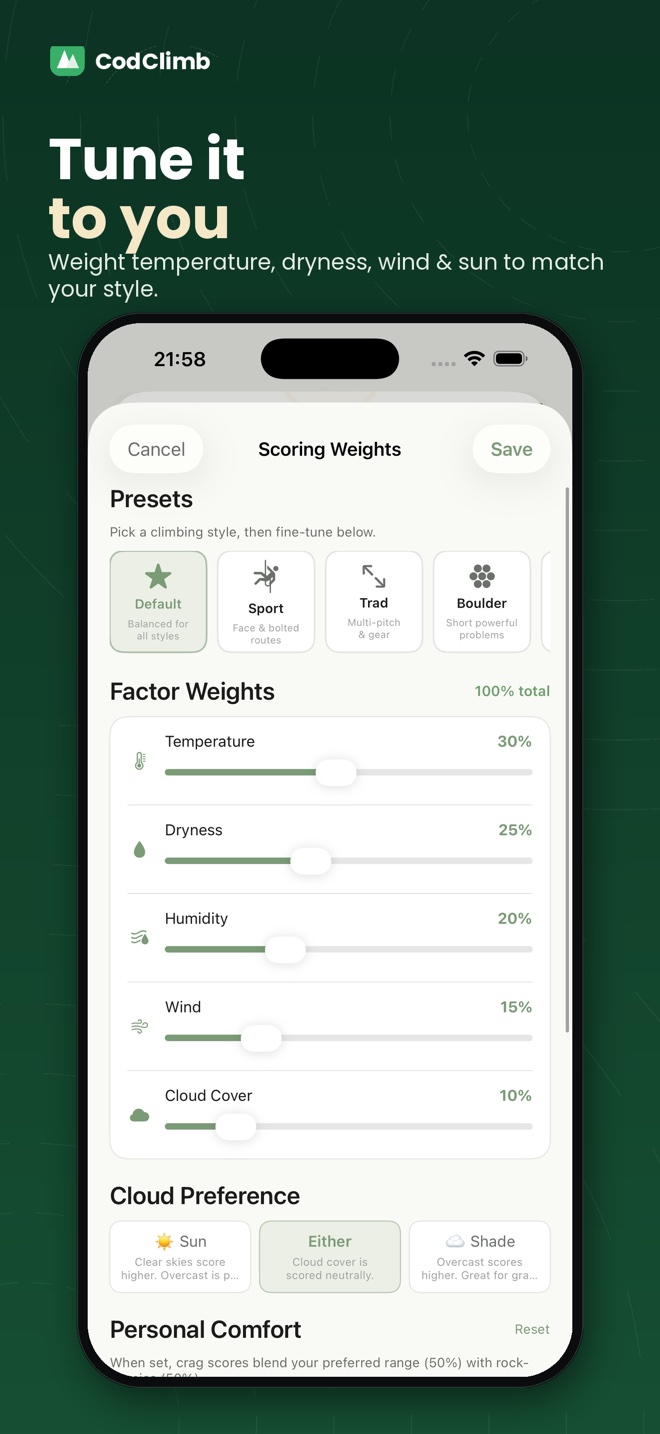 CodClimb
Tune it
to you
Weight temperature, dryness, wind & sun to match
your style.
21:58
Cancel
Scoring Weights
Save
Presets
Pick a climbing style, then fine-tune below.
Default
Balanced for
all styles
Sport
Face & bolted
routes
Trad
Multi-pitch
& gear
Boulder
Short powerful
problems
Factor Weights
100% total
Temperature
30%
Dryness
25%
Humidity
20%
Wind
15%
Cloud Cover
10%
Cloud Preference
☀️ Sun
Clear skies score
higher. Overcast is p...
Either
Cloud cover is
scored neutrally.
☁️ Shade
Overcast scores
higher. Great for gra...
Personal Comfort
Reset
When set, crag scores blend your preferred range (50%) with rock-
(50%)